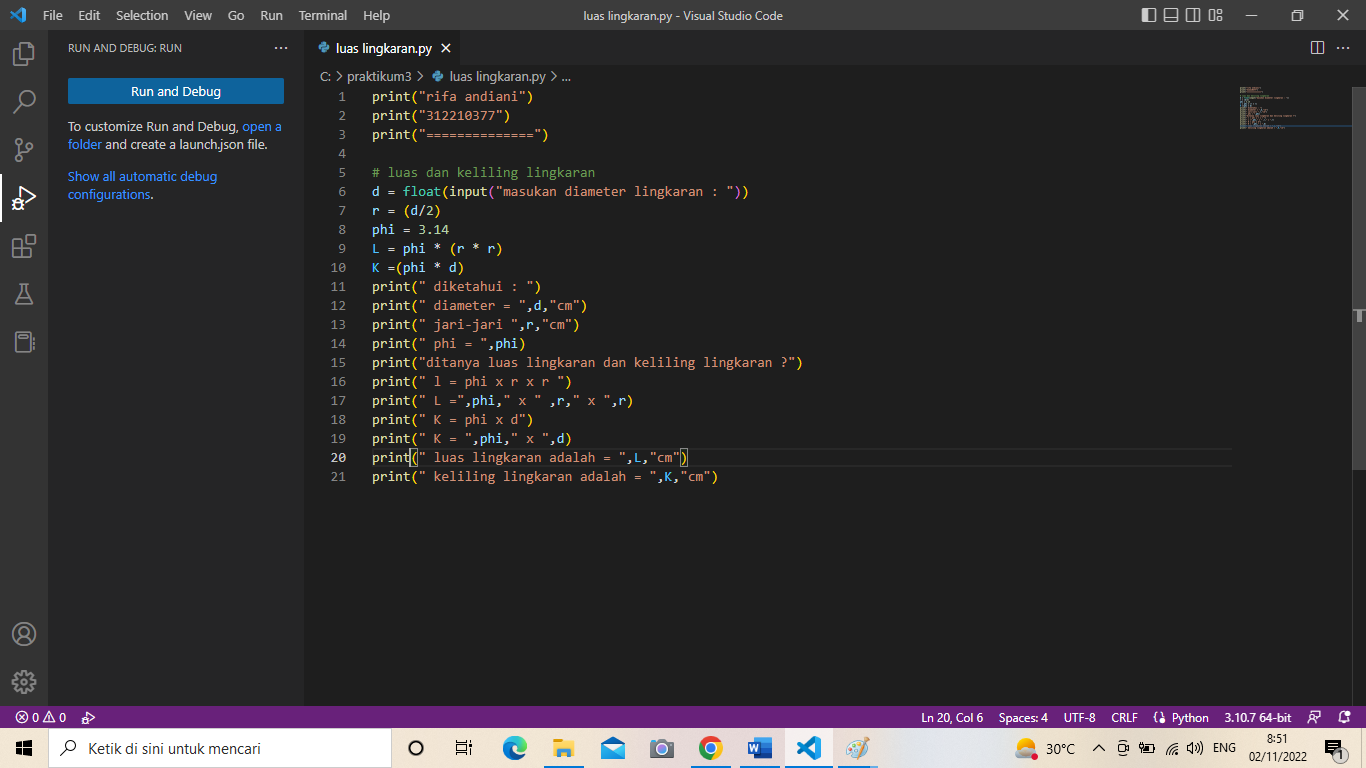 File Edit Selection View Go Run Terminal Help
luas lingkaran.py - Visual Studio Code
RUN AND DEBUG: RUN
Run and Debug
To customize Run and Debug, open a
folder and create a launch.json file.
Show all automatic debug
configurations.
luas lingkaran.py
C: > praktikum3 > luas lingkaran.py > ...
1 print("rifa andiani")
2 print("312210377")
3 print("==============")
4
5 # luas dan keliling lingkaran
6 d = float(input("masukan diameter lingkaran : "))
7 r = (d/2)
8 phi = 3.14
9 L = phi * (r * r)
10 K =(phi * d)
11 print(" diketahui : ")
12 print(" diameter = ",d,"cm")
13 print(" jari-jari ",r,"cm")
14 print(" phi = ",phi)
15 print("ditanya luas lingkaran dan keliling lingkaran ?")
16 print(" l = phi x r x r ")
17 print(" L =",phi," x " ,r," x ",r)
18 print(" K = phi x d")
19 print(" K = ",phi," x ",d)
20 print(" luas lingkaran adalah = ",L,"cm")
21 print(" keliling lingkaran adalah = ",K,"cm")
0 0
Ln 20, Col 6 Spaces: 4 UTF-8 CRLF Python 3.10.7 64-bit
Ketik di sini untuk mencari
30°C
ENG
8:51
02/11/2022
1